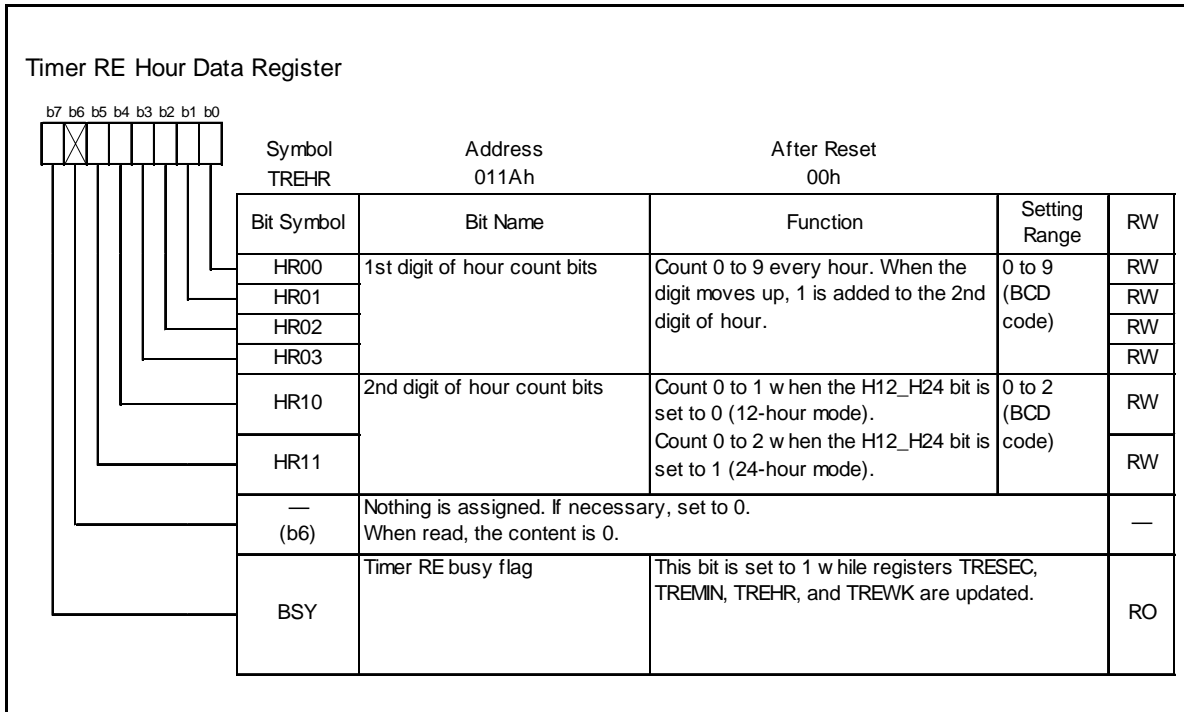 Timer RE Hour Data Register
b7 b6 b5 b4 b3 b2 b1 b0
Symbol Address After Reset
TREHR 011Ah 00h
Bit Symbol Bit Name Function Setting Range RW
HR00 1st digit of hour count bits Count 0 to 9 every hour. When the 0 to 9 RW
HR01 digit moves up, 1 is added to the 2nd (BCD RW
HR02 digit of hour. code) RW
HR03 RW
HR10 2nd digit of hour count bits Count 0 to 1 w hen the H12_H24 bit is 0 to 2 RW
set to 0 (12-hour mode). (BCD
HR11 Count 0 to 2 w hen the H12_H24 bit is code) RW
set to 1 (24-hour mode).
— Nothing is assigned. If necessary, set to 0. —
(b6) When read, the content is 0.
BSY Timer RE busy flag This bit is set to 1 w hile registers TRESEC, RO
TREMIN, TREHR, and TREWK are updated.